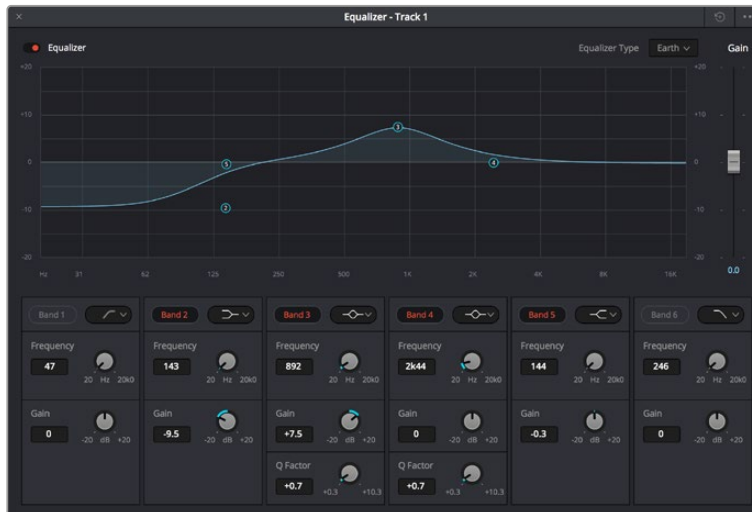 Equalizer - Track 1
Equalizer
Equalizer Type Earth Gain
+20 +20
+10 +10
0 0
-10 -10
-20 -20
Hz 31 62 125 250 500 1K 2K 4K 8K 16K 0.0
5
3
4
2
Band 1 Band 2 Band 3 Band 4 Band 5 Band 6
Frequency Frequency Frequency Frequency Frequency Frequency
47 143 892 2k44 144 246
20 Hz 20k0 20 Hz 20k0 20 Hz 20k0 20 Hz 20k0 20 Hz 20k0 20 Hz 20k0
Gain Gain Gain Gain Gain Gain
0 -9.5 +7.5 0 -0.3 0
-20 dB +20 -20 dB +20 -20 dB +20 -20 dB +20 -20 dB +20 -20 dB +20
Q Factor Q Factor
+0.7 +0.7
+0.3 +10.3 +0.3 +10.3